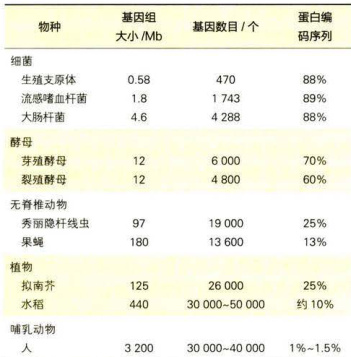 物种 基因组大小/Mb 基因数目/个 蛋白编码序列
细菌
生殖支原体 0.58 470 88%
流感嗜血杆菌 1.8 1 743 89%
大肠杆菌 4.6 4 288 88%
酵母
芽殖酵母 12 6 000 70%
裂殖酵母 12 4 800 60%
无脊椎动物
秀丽隐杆线虫 97 19 000 25%
果蝇 180 13 600 13%
植物
拟南芥 125 26 000 25%
水稻 440 30 000~50 000 约 10%
哺乳动物
人 3 200 30 000~40 000 1%~1.5%